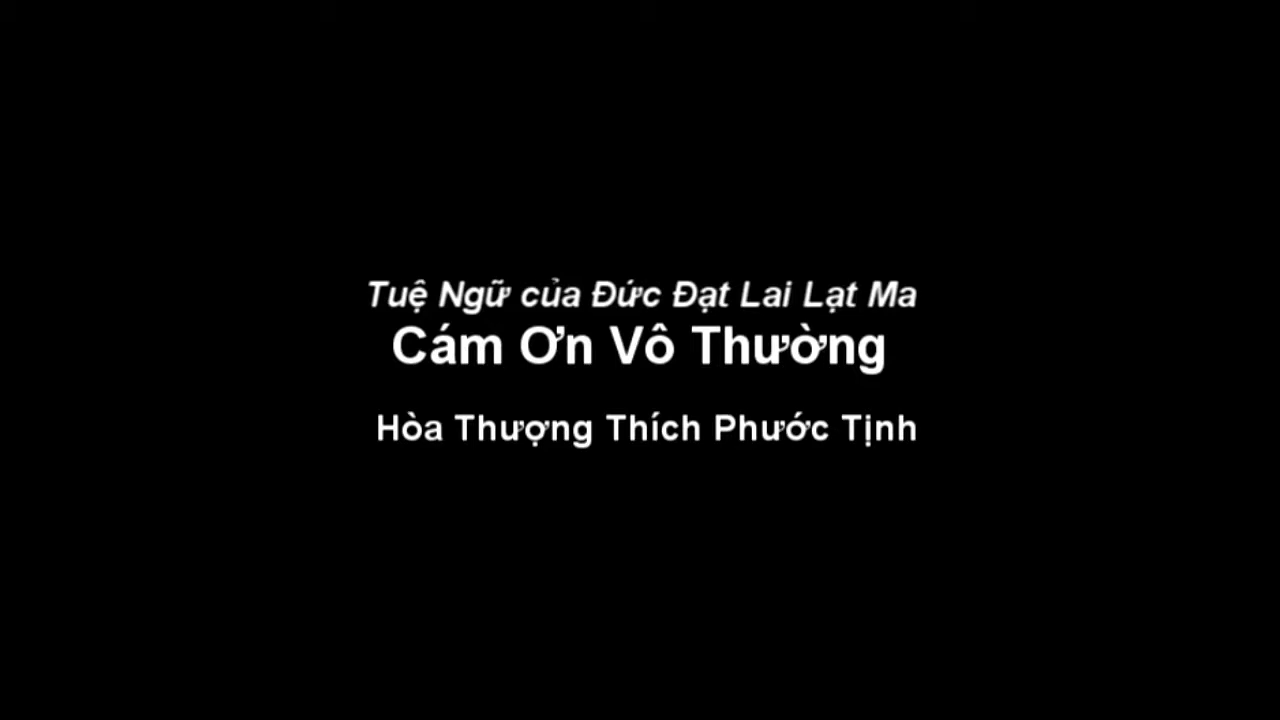 Tuệ Ngữ của Đức Đạt Lai Lạt Ma
Cám Ơn Vô Thường
Hòa Thượng Thích Phước Tịnh